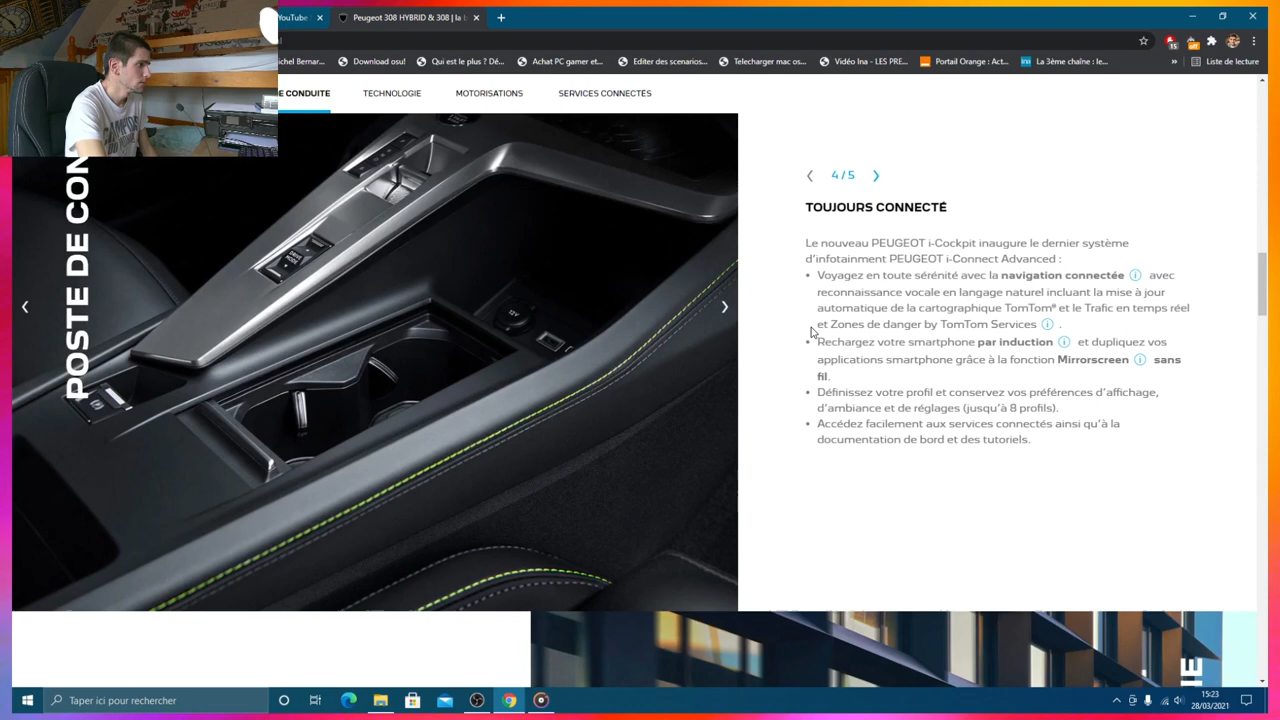 YouTube
Peugeot 308 HYBRID & 308 | la b
ichel Bernar...
Download osu!
Qui est le plus ? Dé...
Achat PC gamer et...
Editer des scenarios...
Telecharger mac os...
Vidéo Ina - LES PRE...
Portail Orange : Act...
La 3ème chaîne : le...
»
Liste de lecture
E CONDUITE
TECHNOLOGIE
MOTORISATIONS
SERVICES CONNECTÉS
POSTE DE CON
DRIVE MODE
12V
4 / 5
TOUJOURS CONNECTÉ
Le nouveau PEUGEOT i-Cockpit inaugure le dernier système
d'infotainment PEUGEOT i-Connect Advanced :
• Voyagez en toute sérénité avec la navigation connectée ⓘ avec
reconnaissance vocale en langage naturel incluant la mise à jour
automatique de la cartographique TomTom® et le Trafic en temps réel
et Zones de danger by TomTom Services ⓘ .
• Rechargez votre smartphone par induction ⓘ et dupliquez vos
applications smartphone grâce à la fonction Mirrorscreen ⓘ sans
fil.
• Définissez votre profil et conservez vos préférences d'affichage,
d'ambiance et de réglages (jusqu'à 8 profils).
• Accédez facilement aux services connectés ainsi qu'à la
documentation de bord et des tutoriels.
IE
Taper ici pour rechercher
15:23
28/03/2021